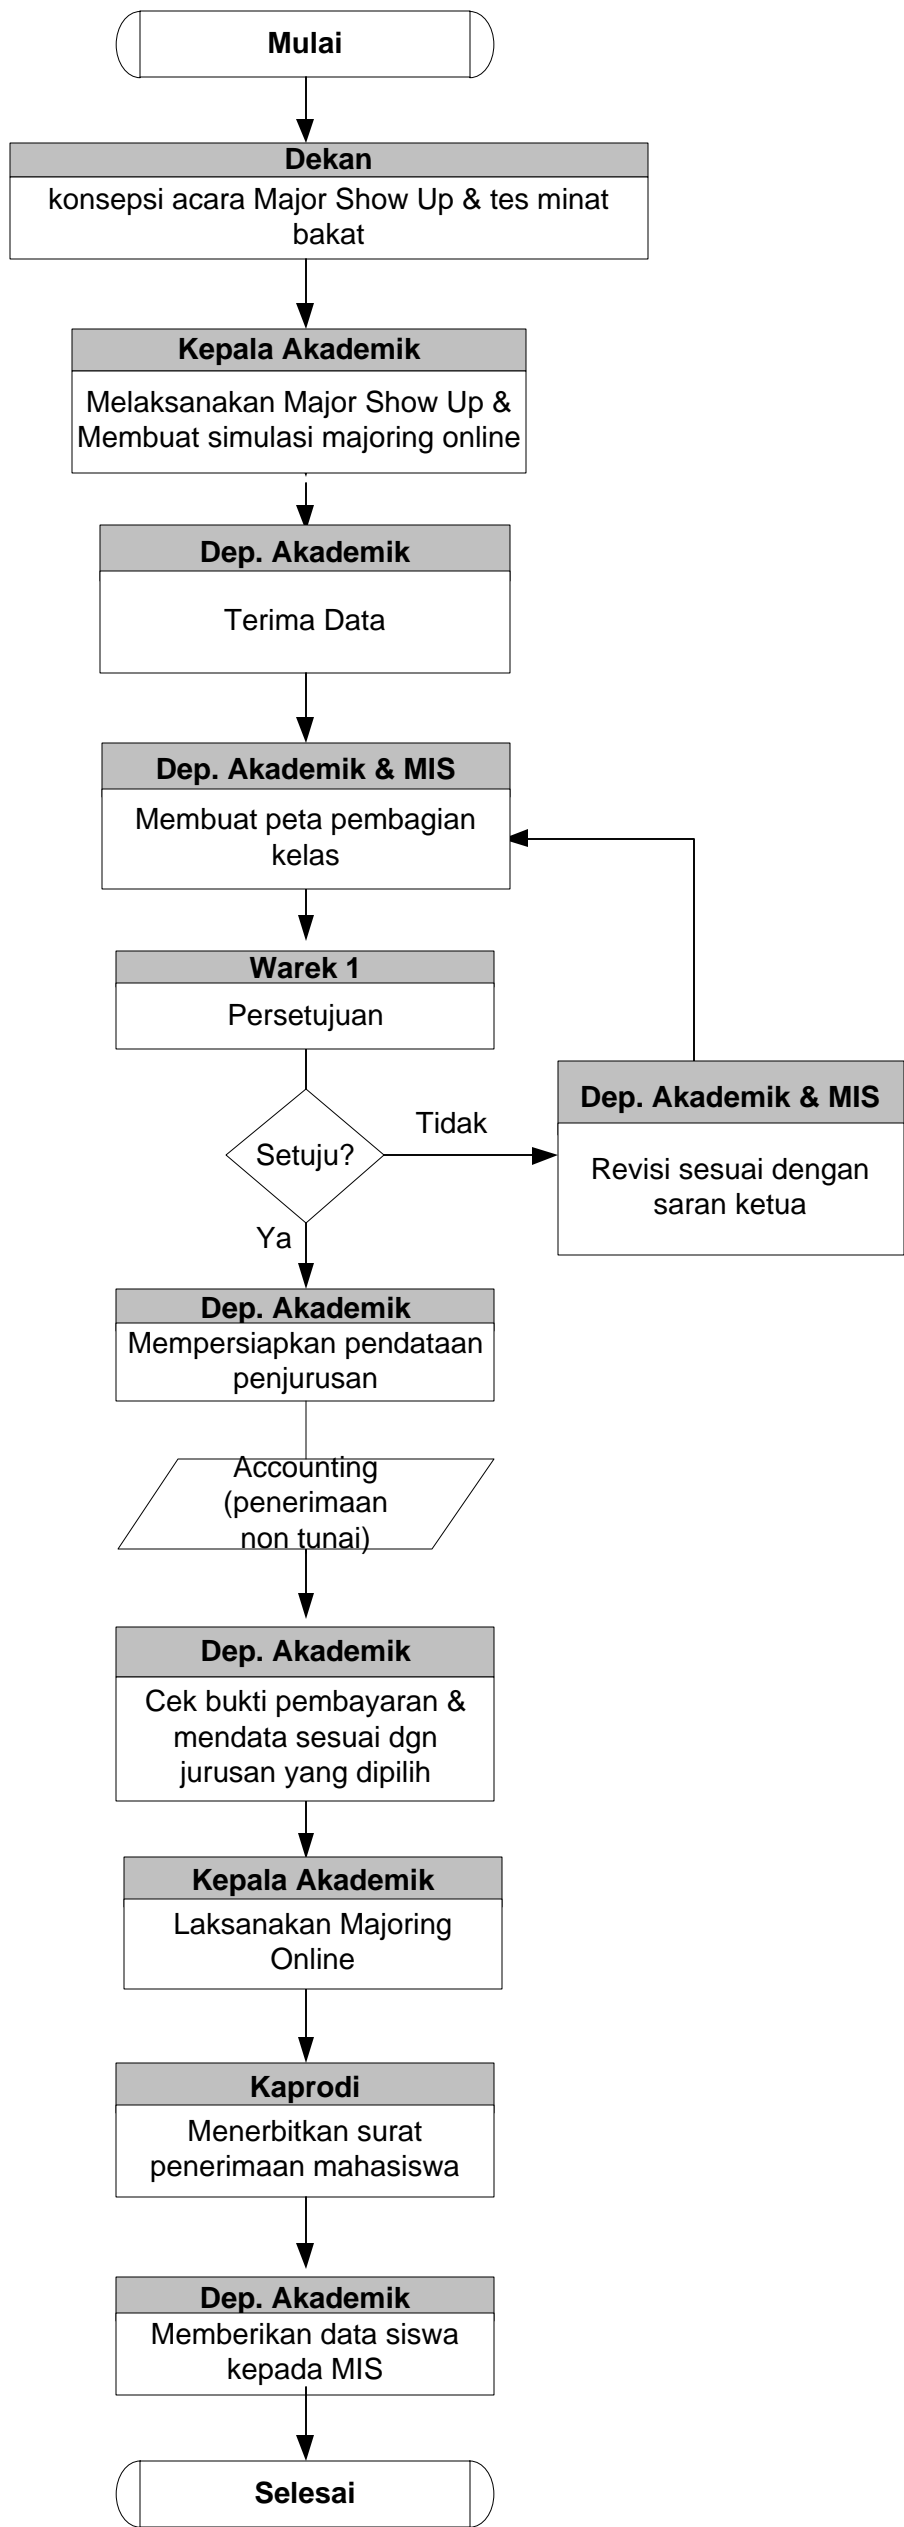 Mulai
Dekan
konsepsi acara Major Show Up & tes minat
bakat
Kepala Akademik
Melaksanakan Major Show Up &
Membuat simulasi majoring online
Dep. Akademik
Terima Data
Dep. Akademik & MIS
Membuat peta pembagian
kelas
Warek 1
Persetujuan
Setuju?
Tidak
Dep. Akademik & MIS
Revisi sesuai dengan
saran ketua
Ya
Dep. Akademik
Mempersiapkan pendataan
penjurusan
Accounting
(penerimaan
non tunai)
Dep. Akademik
Cek bukti pembayaran &
mendata sesuai dgn
jurusan yang dipilih
Kepala Akademik
Laksanakan Majoring
Online
Kaprodi
Menerbitkan surat
penerimaan mahasiswa
Dep. Akademik
Memberikan data siswa
kepada MIS
Selesai